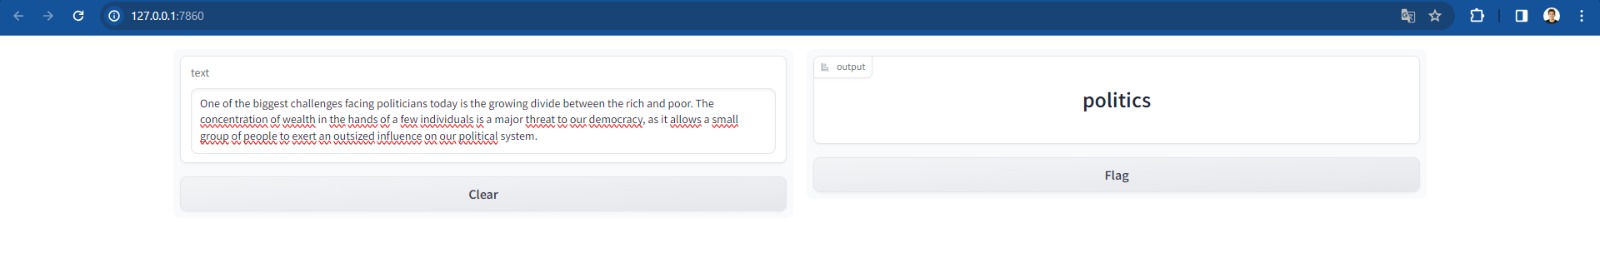 127.0.0.1:7860
text
One of the biggest challenges facing politicians today is the growing divide between the rich and poor. The
concentration of wealth in the hands of a few individuals is a major threat to our democracy, as it allows a small
group of people to exert an outsized influence on our political system.
Clear
output
politics
Flag